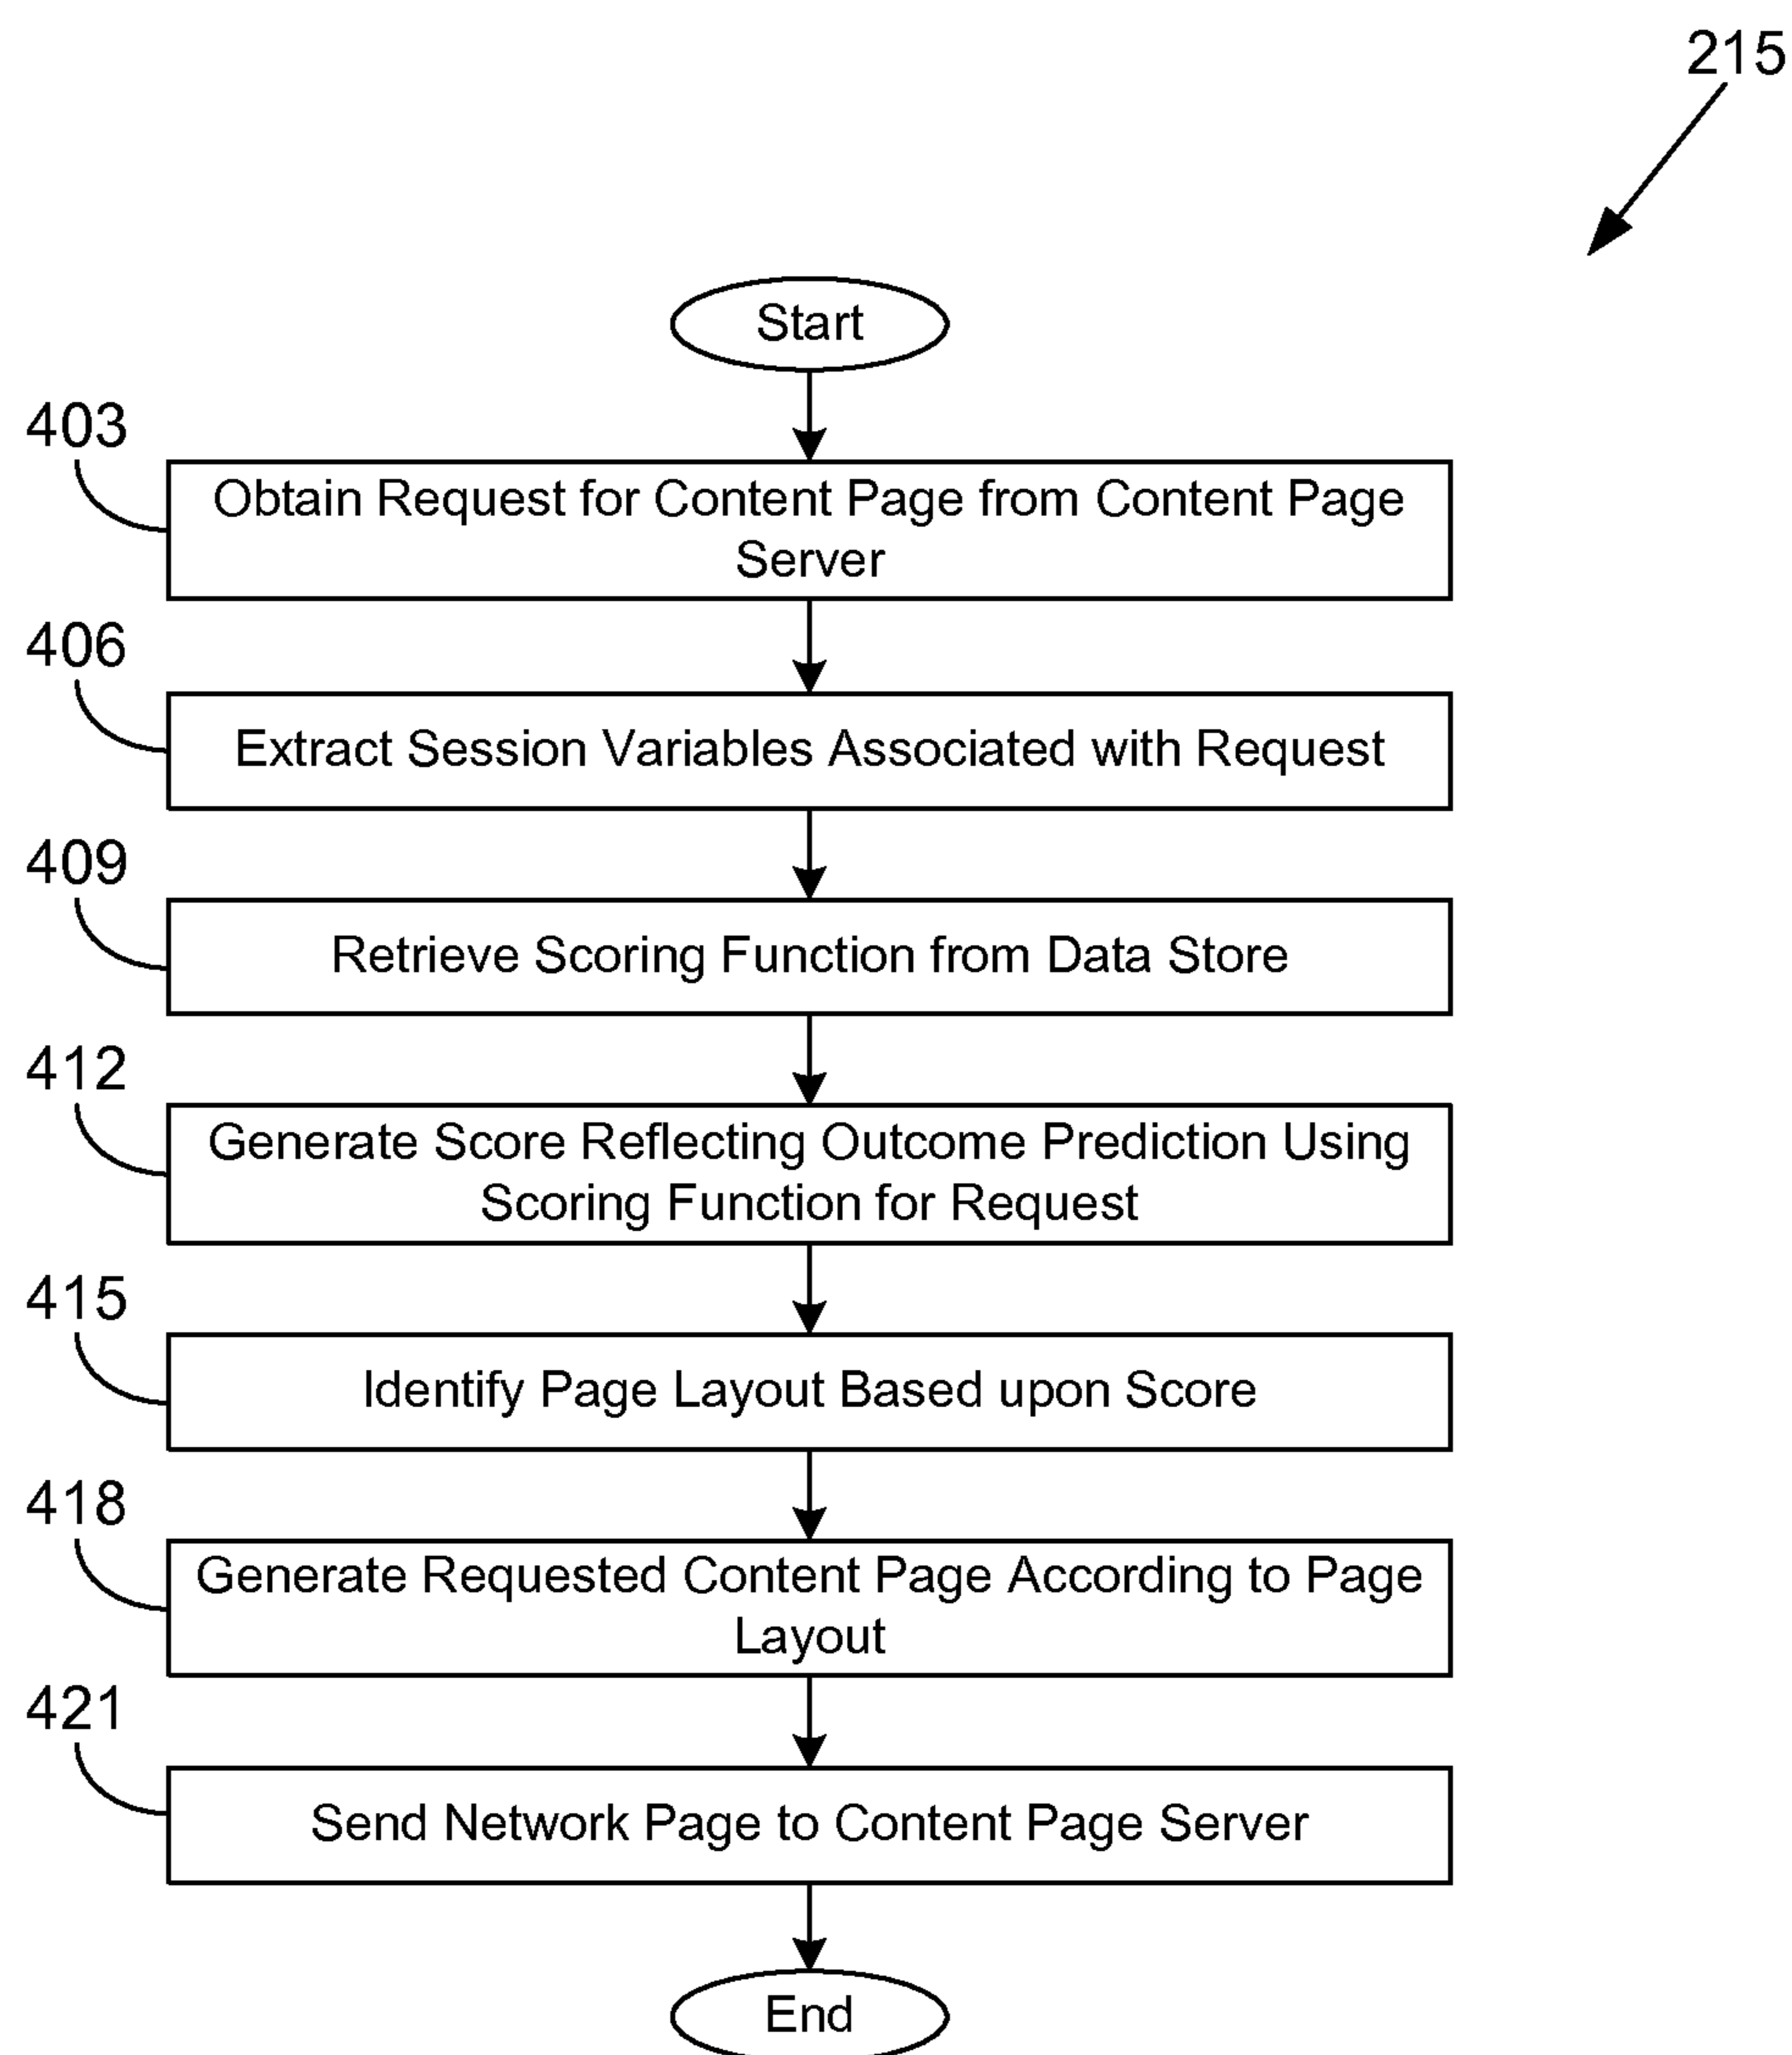 215
Start
403
Obtain Request for Content Page from Content Page
Server
406
Extract Session Variables Associated with Request
409
Retrieve Scoring Function from Data Store
412
Generate Score Reflecting Outcome Prediction Using
Scoring Function for Request
415
Identify Page Layout Based upon Score
418
Generate Requested Content Page According to Page
Layout
421
Send Network Page to Content Page Server
End